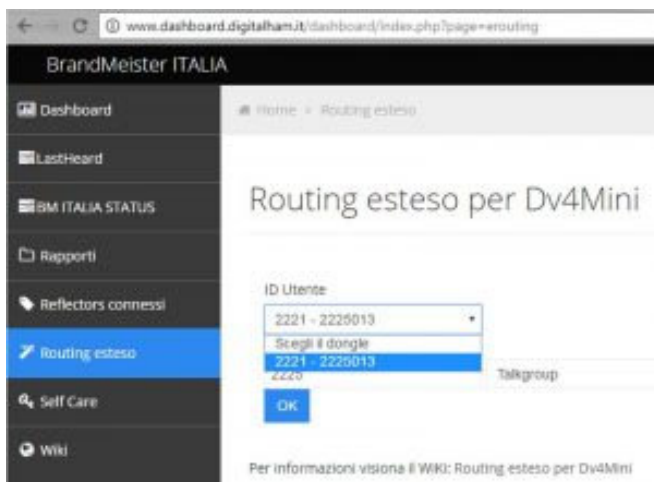 www.dashboard.digitalham.it/dashboard/index.php?page=erouting
BrandMeister ITALIA
Dashboard
Home > Routing esteso
LastHeard
BM ITALIA STATUS
Routing esteso per Dv4Mini
Rapporti
Reflectors connessi
ID Utente
2221 - 2225013
Scegli il dongle
2221 - 2225013
Routing esteso
2225
Talkgroup
Self Care
OK
Wiki
Per informazioni visiona il WiKi: Routing esteso per Dv4Mini